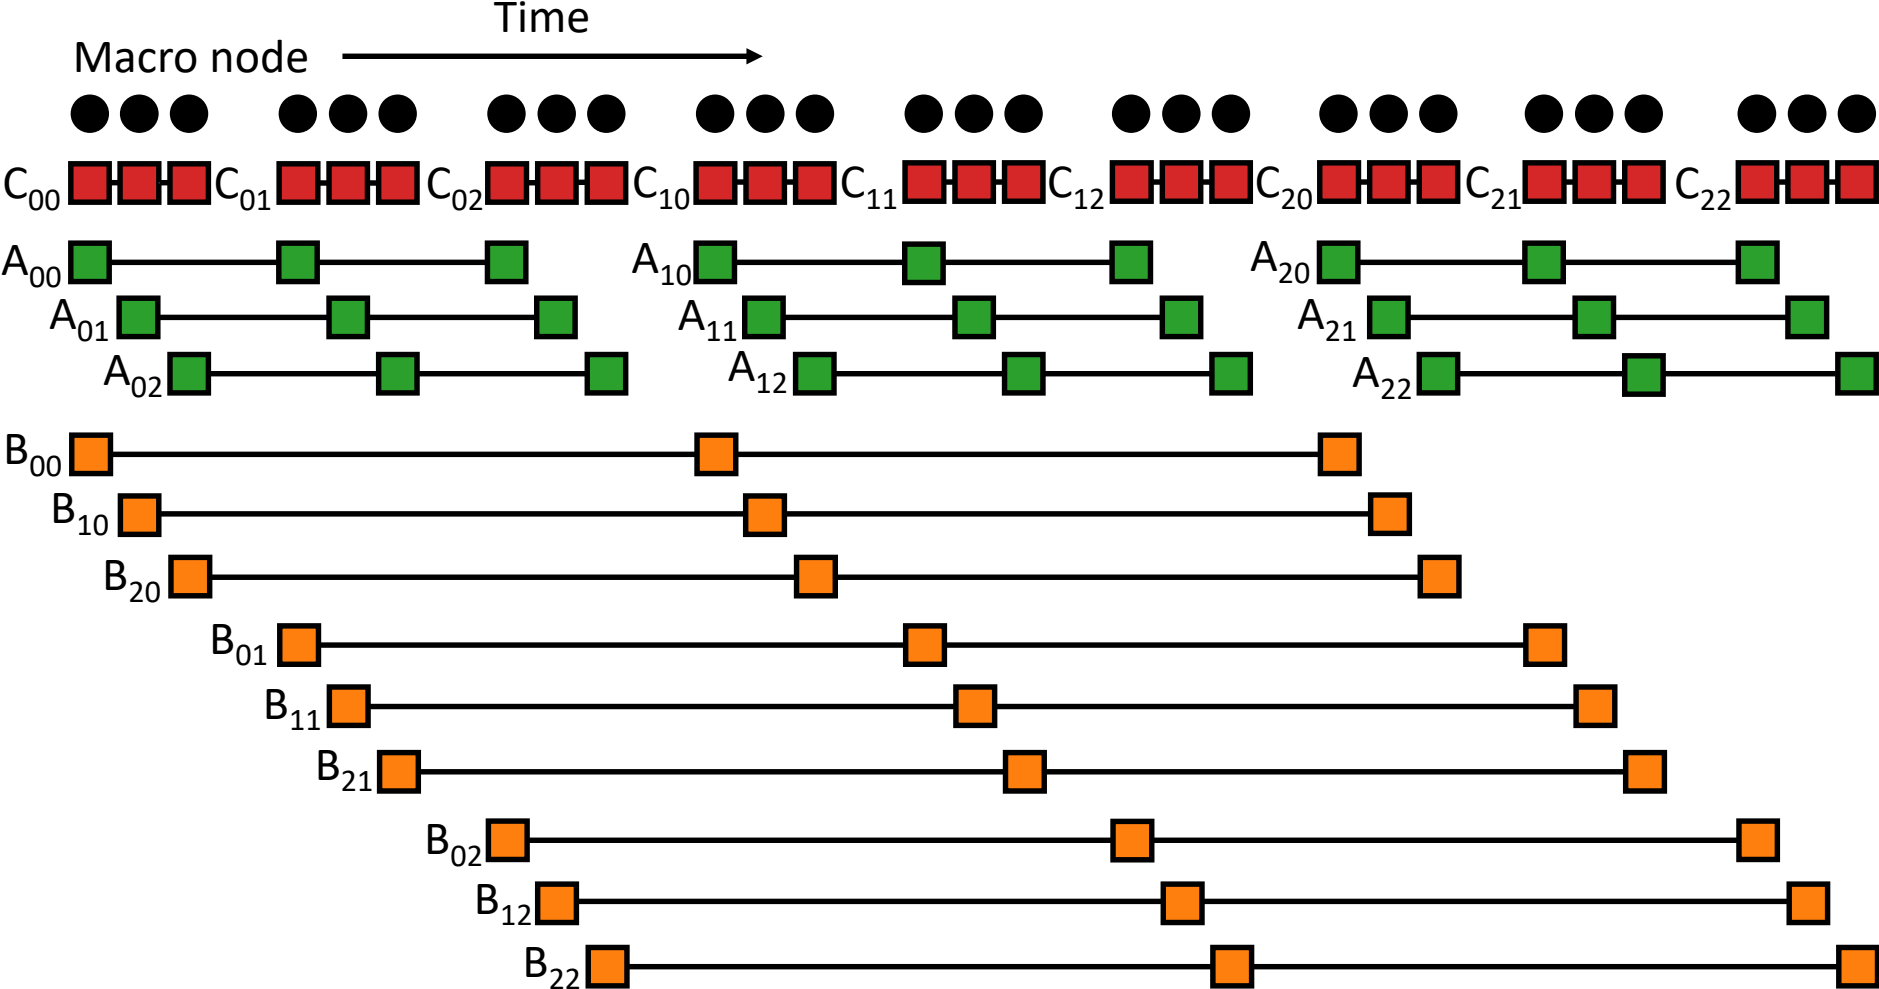 Time
Macro node
C₀₀ C₀₁ C₀₂ C₁₀ C₁₁ C₁₂ C₂₀ C₂₁ C₂₂
A₀₀ A₁₀ A₂₀
A₀₁ A₁₁ A₂₁
A₀₂ A₁₂ A₂₂
B₀₀
B₁₀
B₂₀
B₀₁
B₁₁
B₂₁
B₀₂
B₁₂
B₂₂